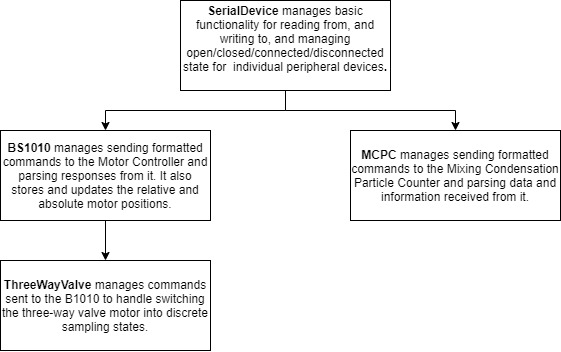 SerialDevice manages basic
functionality for reading from, and
writing to, and managing
open/closed/connected/disconnected
state for individual peripheral devices.
BS1010 manages sending formatted
commands to the Motor Controller and
parsing responses from it. It also
stores and updates the relative and
absolute motor positions.
MCPC manages sending formatted
commands to the Mixing Condensation
Particle Counter and parsing data and
information received from it.
ThreeWayValve manages commands
sent to the B1010 to handle switching
the three-way valve motor into discrete
sampling states.